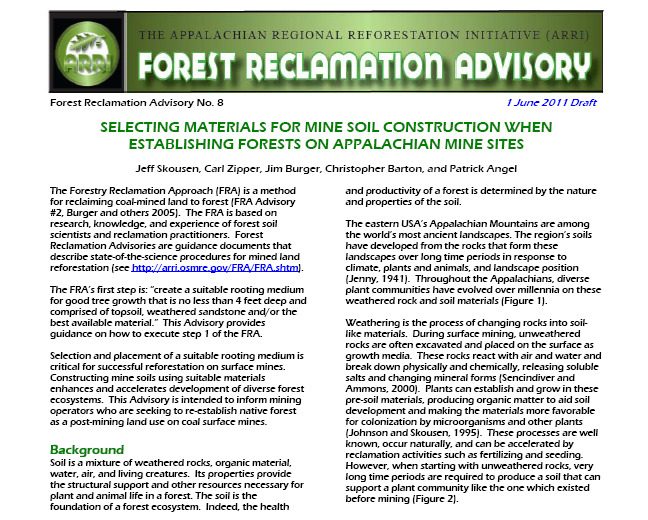 THE APPALACHIAN REGIONAL REFORESTATION INITIATIVE (ARRI)
ARRI
FOREST RECLAMATION ADVISORY
Forest Reclamation Advisory No. 8
1 June 2011 Draft
SELECTING MATERIALS FOR MINE SOIL CONSTRUCTION WHEN
ESTABLISHING FORESTS ON APPALACHIAN MINE SITES
Jeff Skousen, Carl Zipper, Jim Burger, Christopher Barton, and Patrick Angel
The Forestry Reclamation Approach (FRA) is a method
for reclaiming coal-mined land to forest (FRA Advisory
#2, Burger and others 2005). The FRA is based on
research, knowledge, and experience of forest soil
scientists and reclamation practitioners. Forest
Reclamation Advisories are guidance documents that
describe state-of-the-science procedures for mined land
reforestation (see http://arri.osmre.gov/FRA/FRA.shtm).
The FRA's first step is: "create a suitable rooting medium
for good tree growth that is no less than 4 feet deep and
comprised of topsoil, weathered sandstone and/or the
best available material." This Advisory provides
guidance on how to execute step 1 of the FRA.
Selection and placement of a suitable rooting medium is
critical for successful reforestation on surface mines.
Constructing mine soils using suitable materials
enhances and accelerates development of diverse forest
ecosystems. This Advisory is intended to inform mining
operators who are seeking to re-establish native forest
as a post-mining land use on coal surface mines.
Background
Soil is a mixture of weathered rocks, organic material,
water, air, and living creatures. Its properties provide
the structural support and other resources necessary for
plant and animal life in a forest. The soil is the
foundation of a forest ecosystem. Indeed, the health
and productivity of a forest is determined by the nature
and properties of the soil.
The eastern USA's Appalachian Mountains are among
the world's most ancient landscapes. The region's soils
have developed from the rocks that form these
landscapes over long time periods in response to
climate, plants and animals, and landscape position
(Jenny, 1941). Throughout the Appalachians, diverse
plant communities have evolved over millennia on these
weathered rock and soil materials (Figure 1).
Weathering is the process of changing rocks into soil-
like materials. During surface mining, unweathered
rocks are often excavated and placed on the surface as
growth media. These rocks react with air and water and
break down physically and chemically, releasing soluble
salts and changing mineral forms (Sencindiver and
Ammons, 2000). Plants can establish and grow in these
pre-soil materials, producing organic matter to aid soil
development and making the materials more favorable
for colonization by microorganisms and other plants
(Johnson and Skousen, 1995). These processes are well
known, occur naturally, and can be accelerated by
reclamation activities such as fertilizing and seeding.
However, when starting with unweathered rocks, very
long time periods are required to produce a soil that can
support a plant community like the one which existed
before mining (Figure 2).